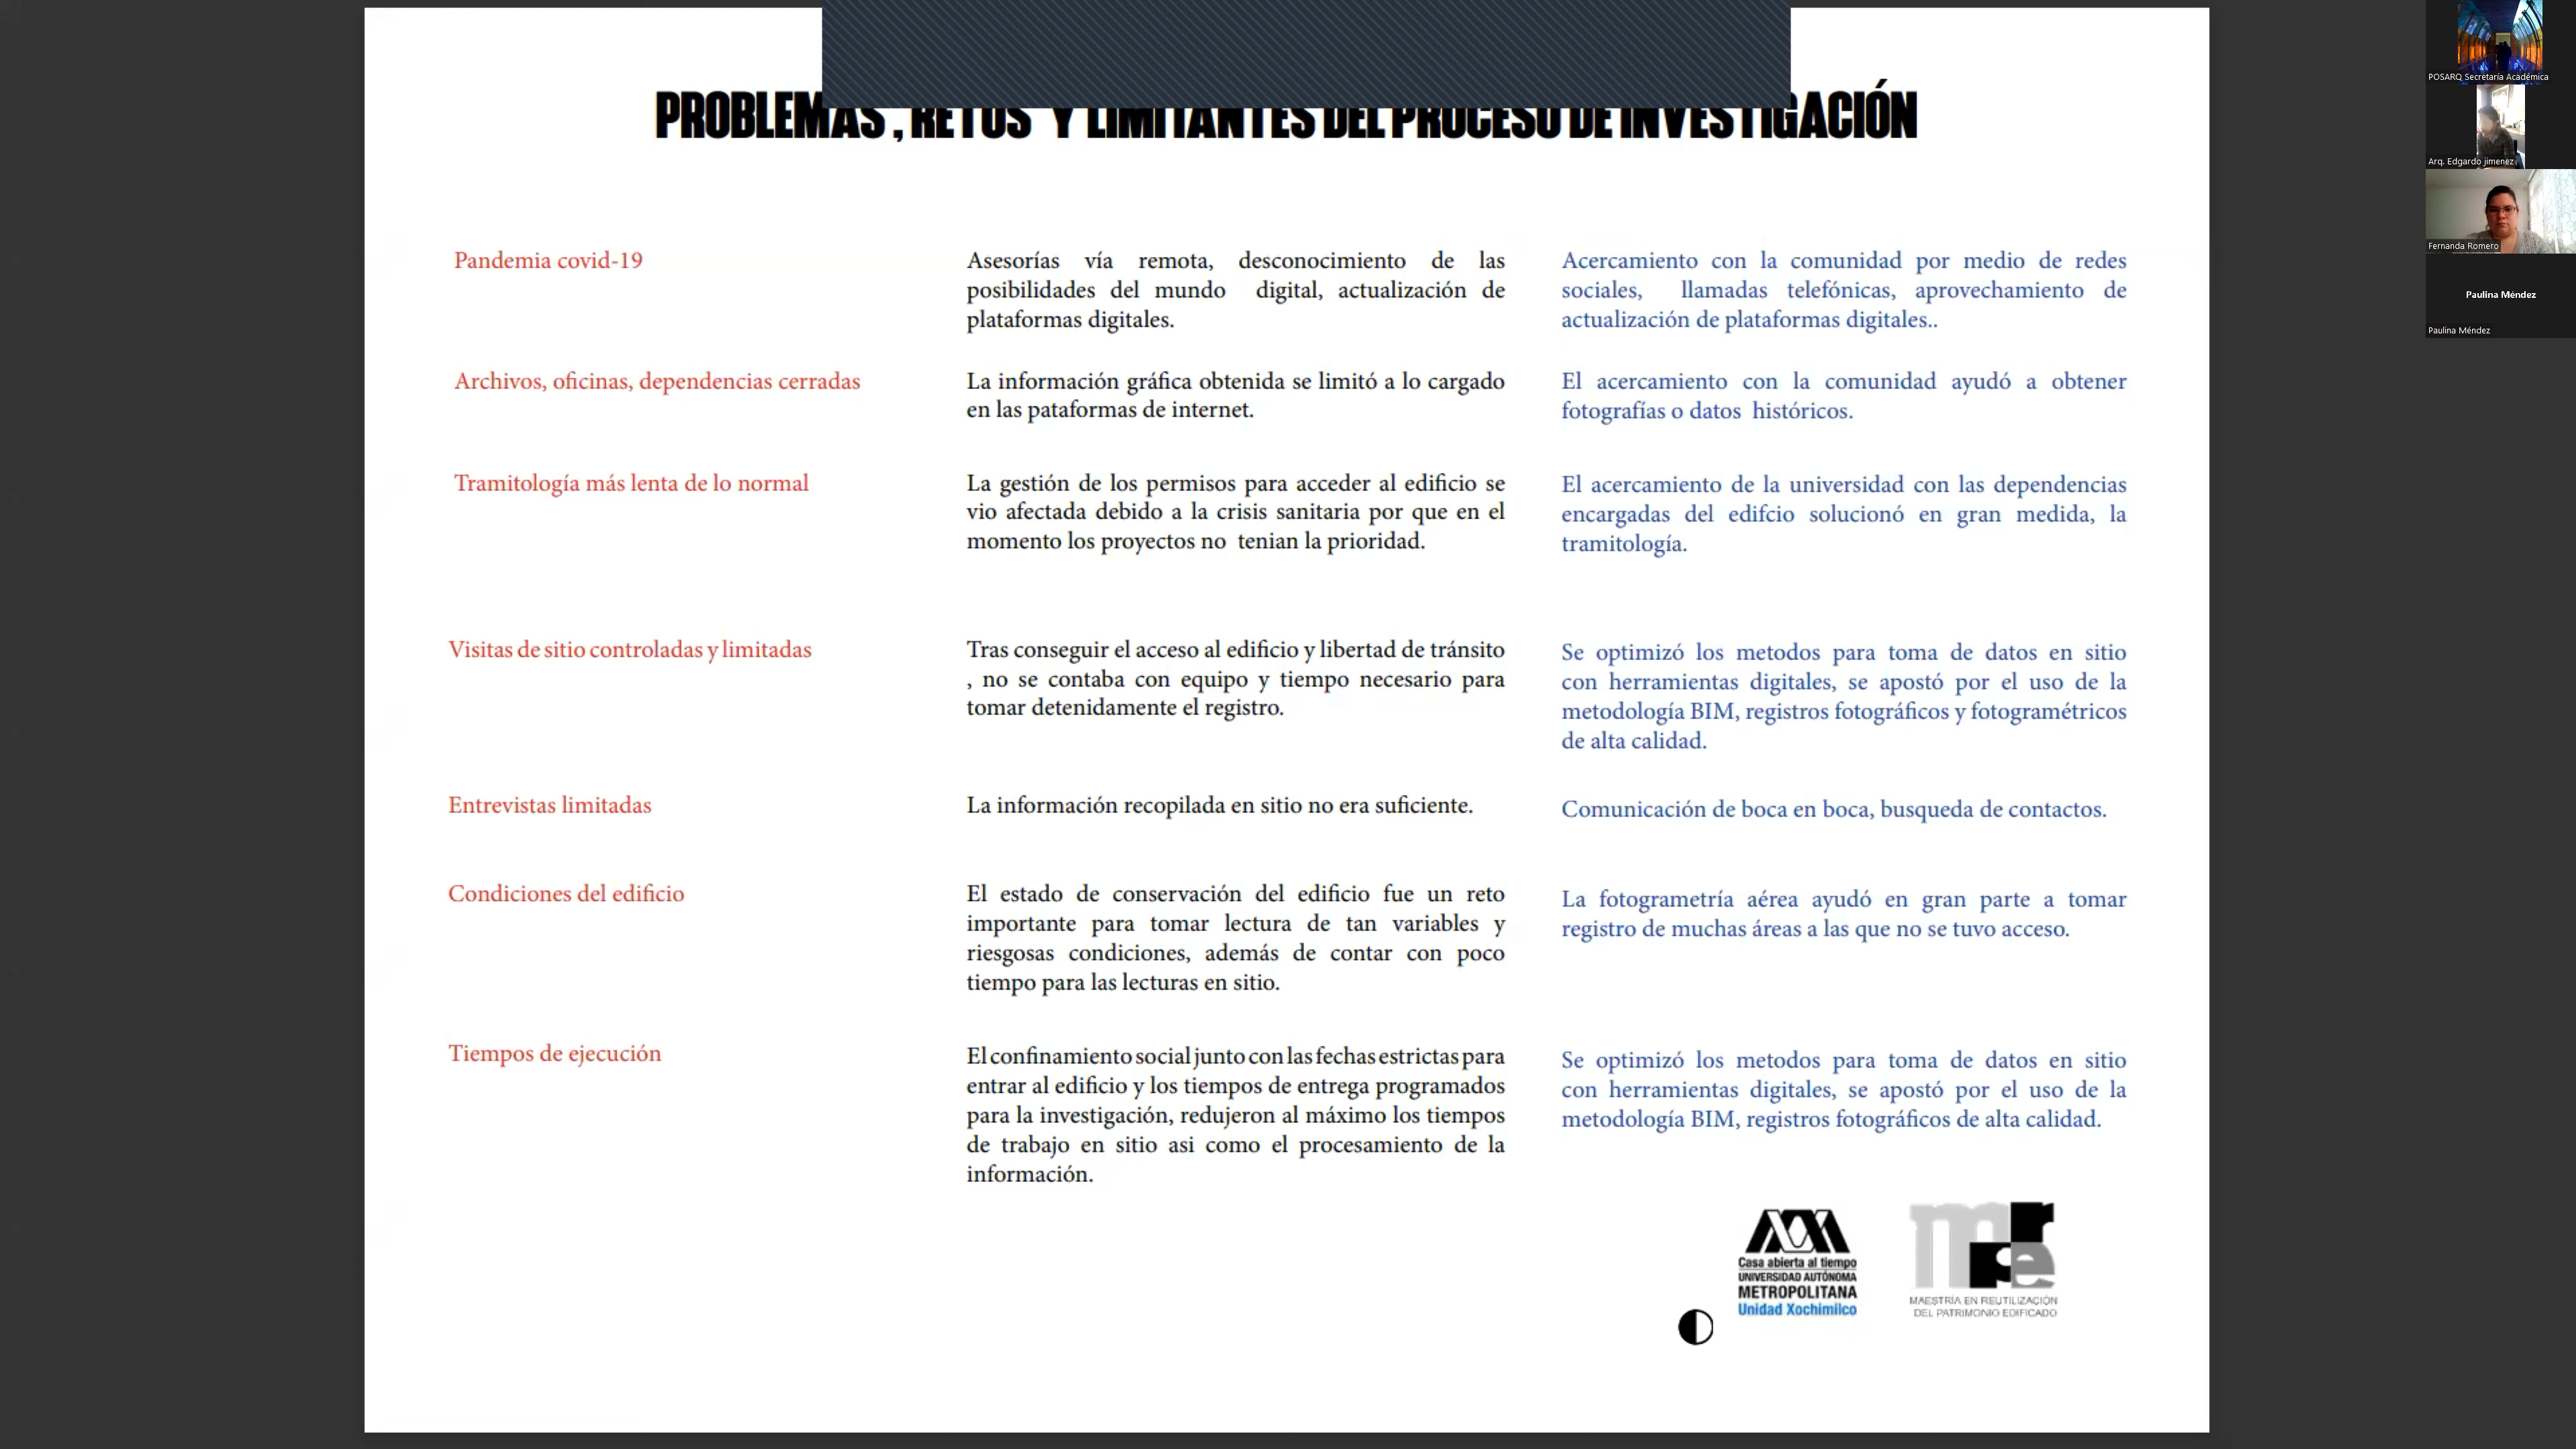 PROBLEMAS , RETOS Y LIMITANTES DEL PROCESO DE INVESTIGACIÓN
Pandemia covid-19
Asesorías vía remota, desconocimiento de las
posibilidades del mundo digital, actualización de
plataformas digitales.
Acercamiento con la comunidad por medio de redes
sociales, llamadas telefónicas, aprovechamiento de
actualización de plataformas digitales..
Archivos, oficinas, dependencias cerradas
La información gráfica obtenida se limitó a lo cargado
en las pataformas de internet.
El acercamiento con la comunidad ayudó a obtener
fotografías o datos históricos.
Tramitología más lenta de lo normal
La gestión de los permisos para acceder al edificio se
vio afectada debido a la crisis sanitaria por que en el
momento los proyectos no tenian la prioridad.
El acercamiento de la universidad con las dependencias
encargadas del edifcio solucionó en gran medida, la
tramitología.
Visitas de sitio controladas y limitadas
Tras conseguir el acceso al edificio y libertad de tránsito
, no se contaba con equipo y tiempo necesario para
tomar detenidamente el registro.
Se optimizó los metodos para toma de datos en sitio
con herramientas digitales, se apostó por el uso de la
metodología BIM, registros fotográficos y fotogramétricos
de alta calidad.
Entrevistas limitadas
La información recopilada en sitio no era suficiente.
Comunicación de boca en boca, busqueda de contactos.
Condiciones del edificio
El estado de conservación del edificio fue un reto
importante para tomar lectura de tan variables y
riesgosas condiciones, además de contar con poco
tiempo para las lecturas en sitio.
La fotogrametría aérea ayudó en gran parte a tomar
registro de muchas áreas a las que no se tuvo acceso.
Tiempos de ejecución
El confinamiento social junto con las fechas estrictas para
entrar al edificio y los tiempos de entrega programados
para la investigación, redujeron al máximo los tiempos
de trabajo en sitio asi como el procesamiento de la
información.
Se optimizó los metodos para toma de datos en sitio
con herramientas digitales, se apostó por el uso de la
metodología BIM, registros fotográficos de alta calidad.
Casa abierta al tiempo
UNIVERSIDAD AUTÓNOMA
METROPOLITANA
Unidad Xochimilco
mre
MAESTRÍA EN REUTILIZACIÓN
DEL PATRIMONIO EDIFICADO
POSARQ Secretaría Académica
Arq. Edgardo jimenez
Fernanda Romero
Paulina Méndez
Paulina Méndez